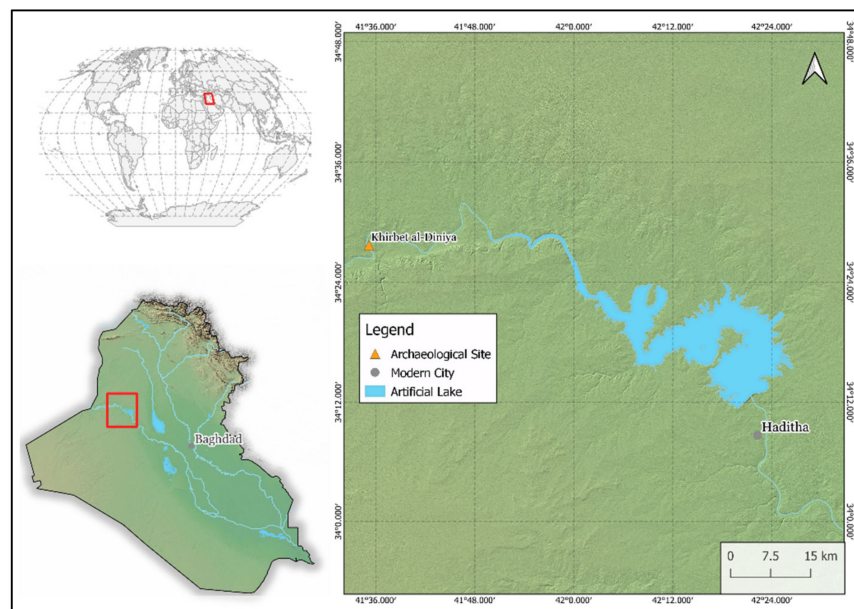 41°36.000' 41°48.000' 42°0.000' 42°12.000' 42°24.000'
34°48.000' 34°48.000'
34°36.000' 34°36.000'
Khirbet al-Diniya
34°24.000' 34°24.000'
Legend
Archaeological Site
Modern City
Artificial Lake
34°12.000' 34°12.000'
Haditha
Baghdad
34°0.000' 34°0.000'
0 7.5 15 km
41°36.000' 41°48.000' 42°0.000' 42°12.000' 42°24.000'